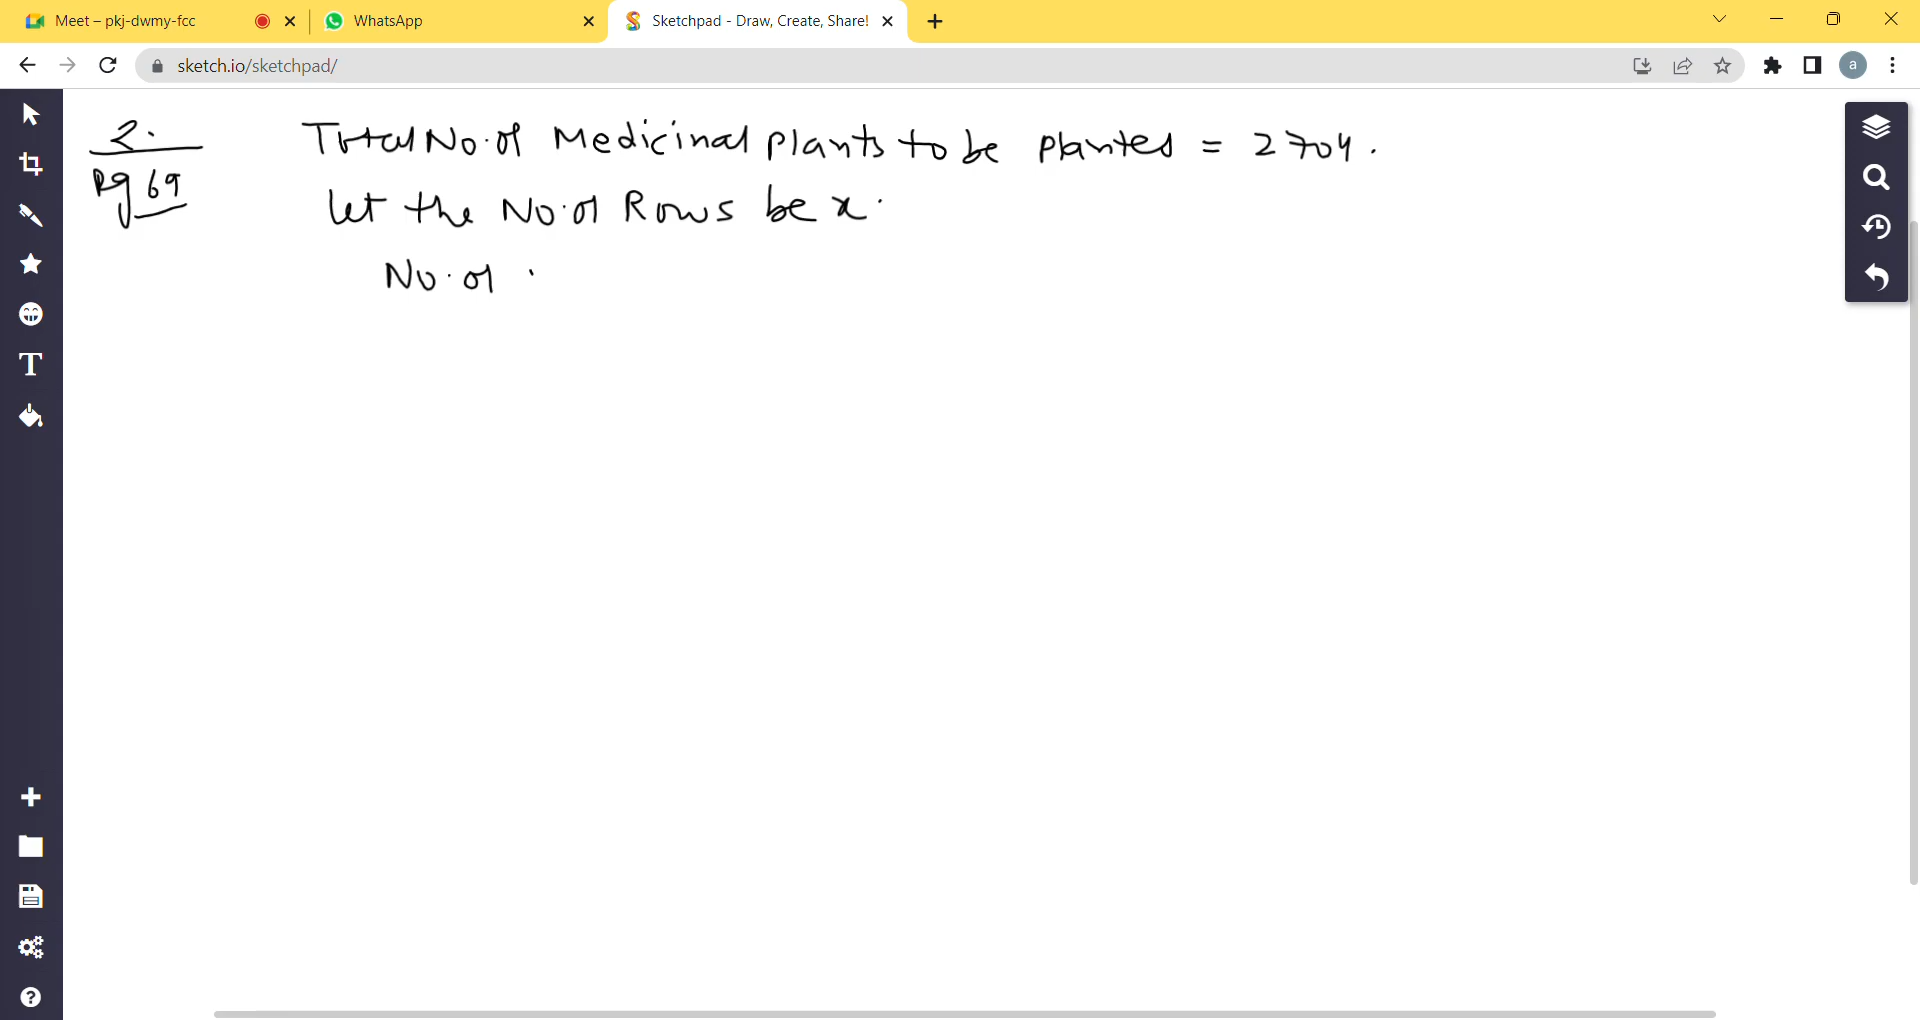 Meet – pkj-dwmy-fcc
WhatsApp
Sketchpad - Draw, Create, Share!
sketch.io/sketchpad/
a
2.
Pg 69
Total No. of Medicinal plants to be plantes = 2704.
let the No. of Rows be x.
No. of
T